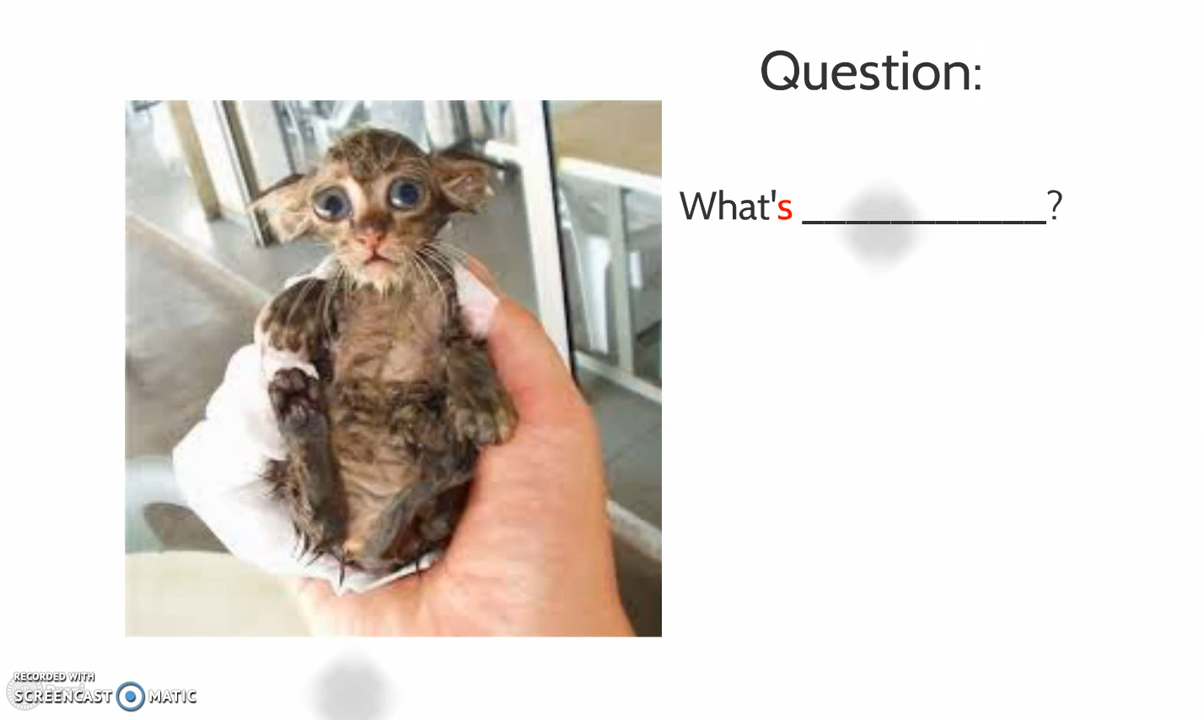 Question:
What's ___________?
RECORDED WITH
SCREENCAST MATIC